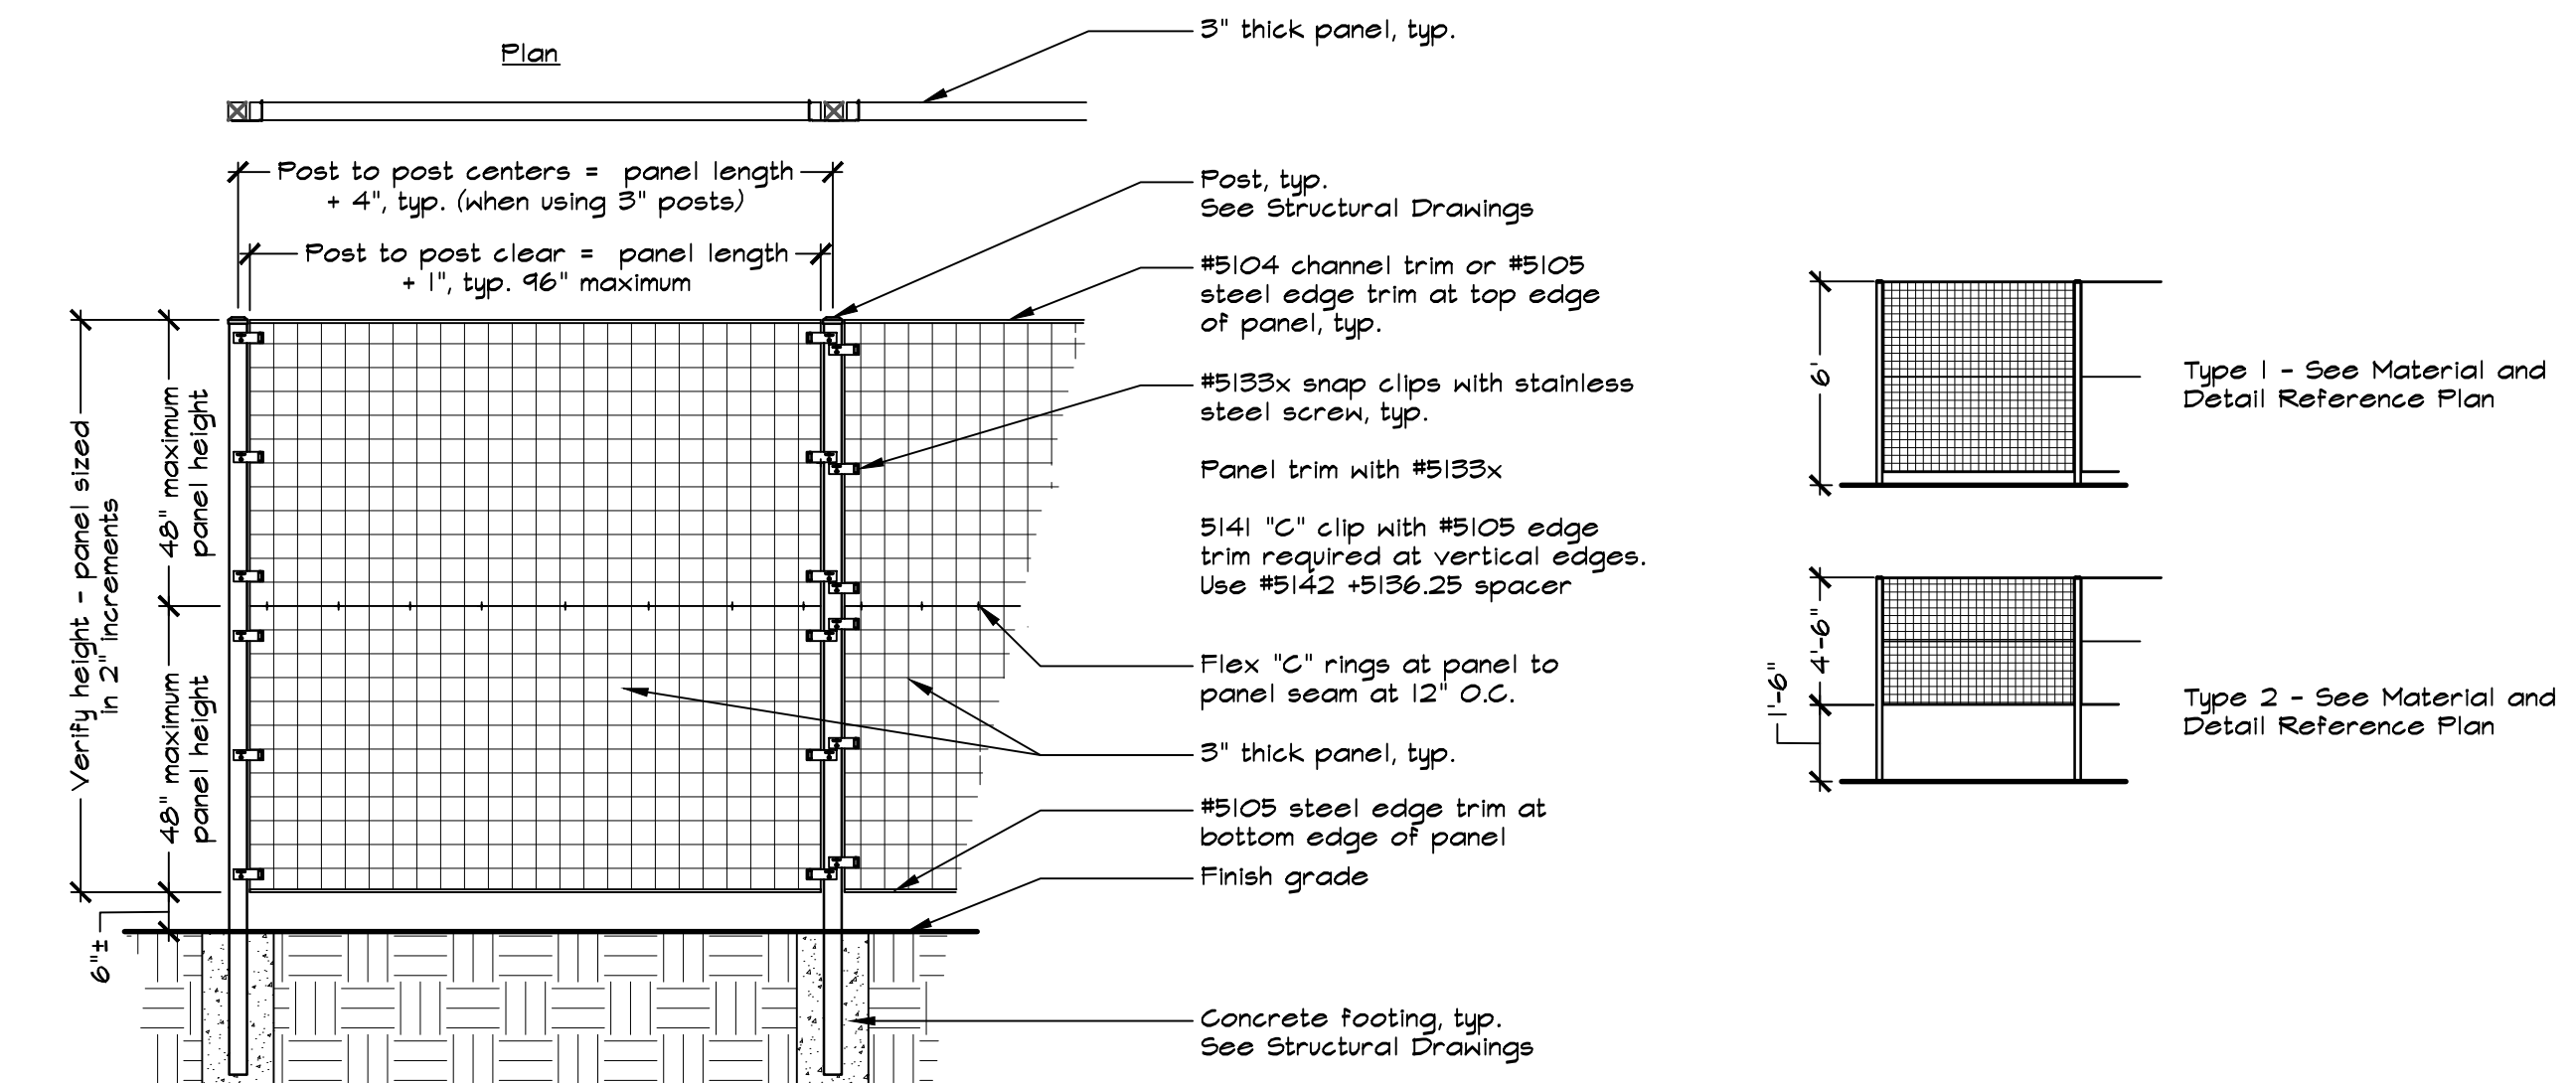 Plan
3" thick panel, typ.
Post to post centers = panel length
+ 4", typ. (when using 3" posts)
Post to post clear = panel length
+ 1", typ. 96" maximum
Verify height - panel sized
in 2" increments
48" maximum
panel height
48" maximum
panel height
6"±
Post, typ.
See Structural Drawings
#5104 channel trim or #5105
steel edge trim at top edge
of panel, typ.
#5133x snap clips with stainless
steel screw, typ.
Panel trim with #5133x
5141 "C" clip with #5105 edge
trim required at vertical edges.
Use #5142 +5136.25 spacer
Flex "C" rings at panel to
panel seam at 12" O.C.
3" thick panel, typ.
#5105 steel edge trim at
bottom edge of panel
Finish grade
Concrete footing, typ.
See Structural Drawings
6'
Type 1 - See Material and
Detail Reference Plan
4'-6"
1'-6"
Type 2 - See Material and
Detail Reference Plan